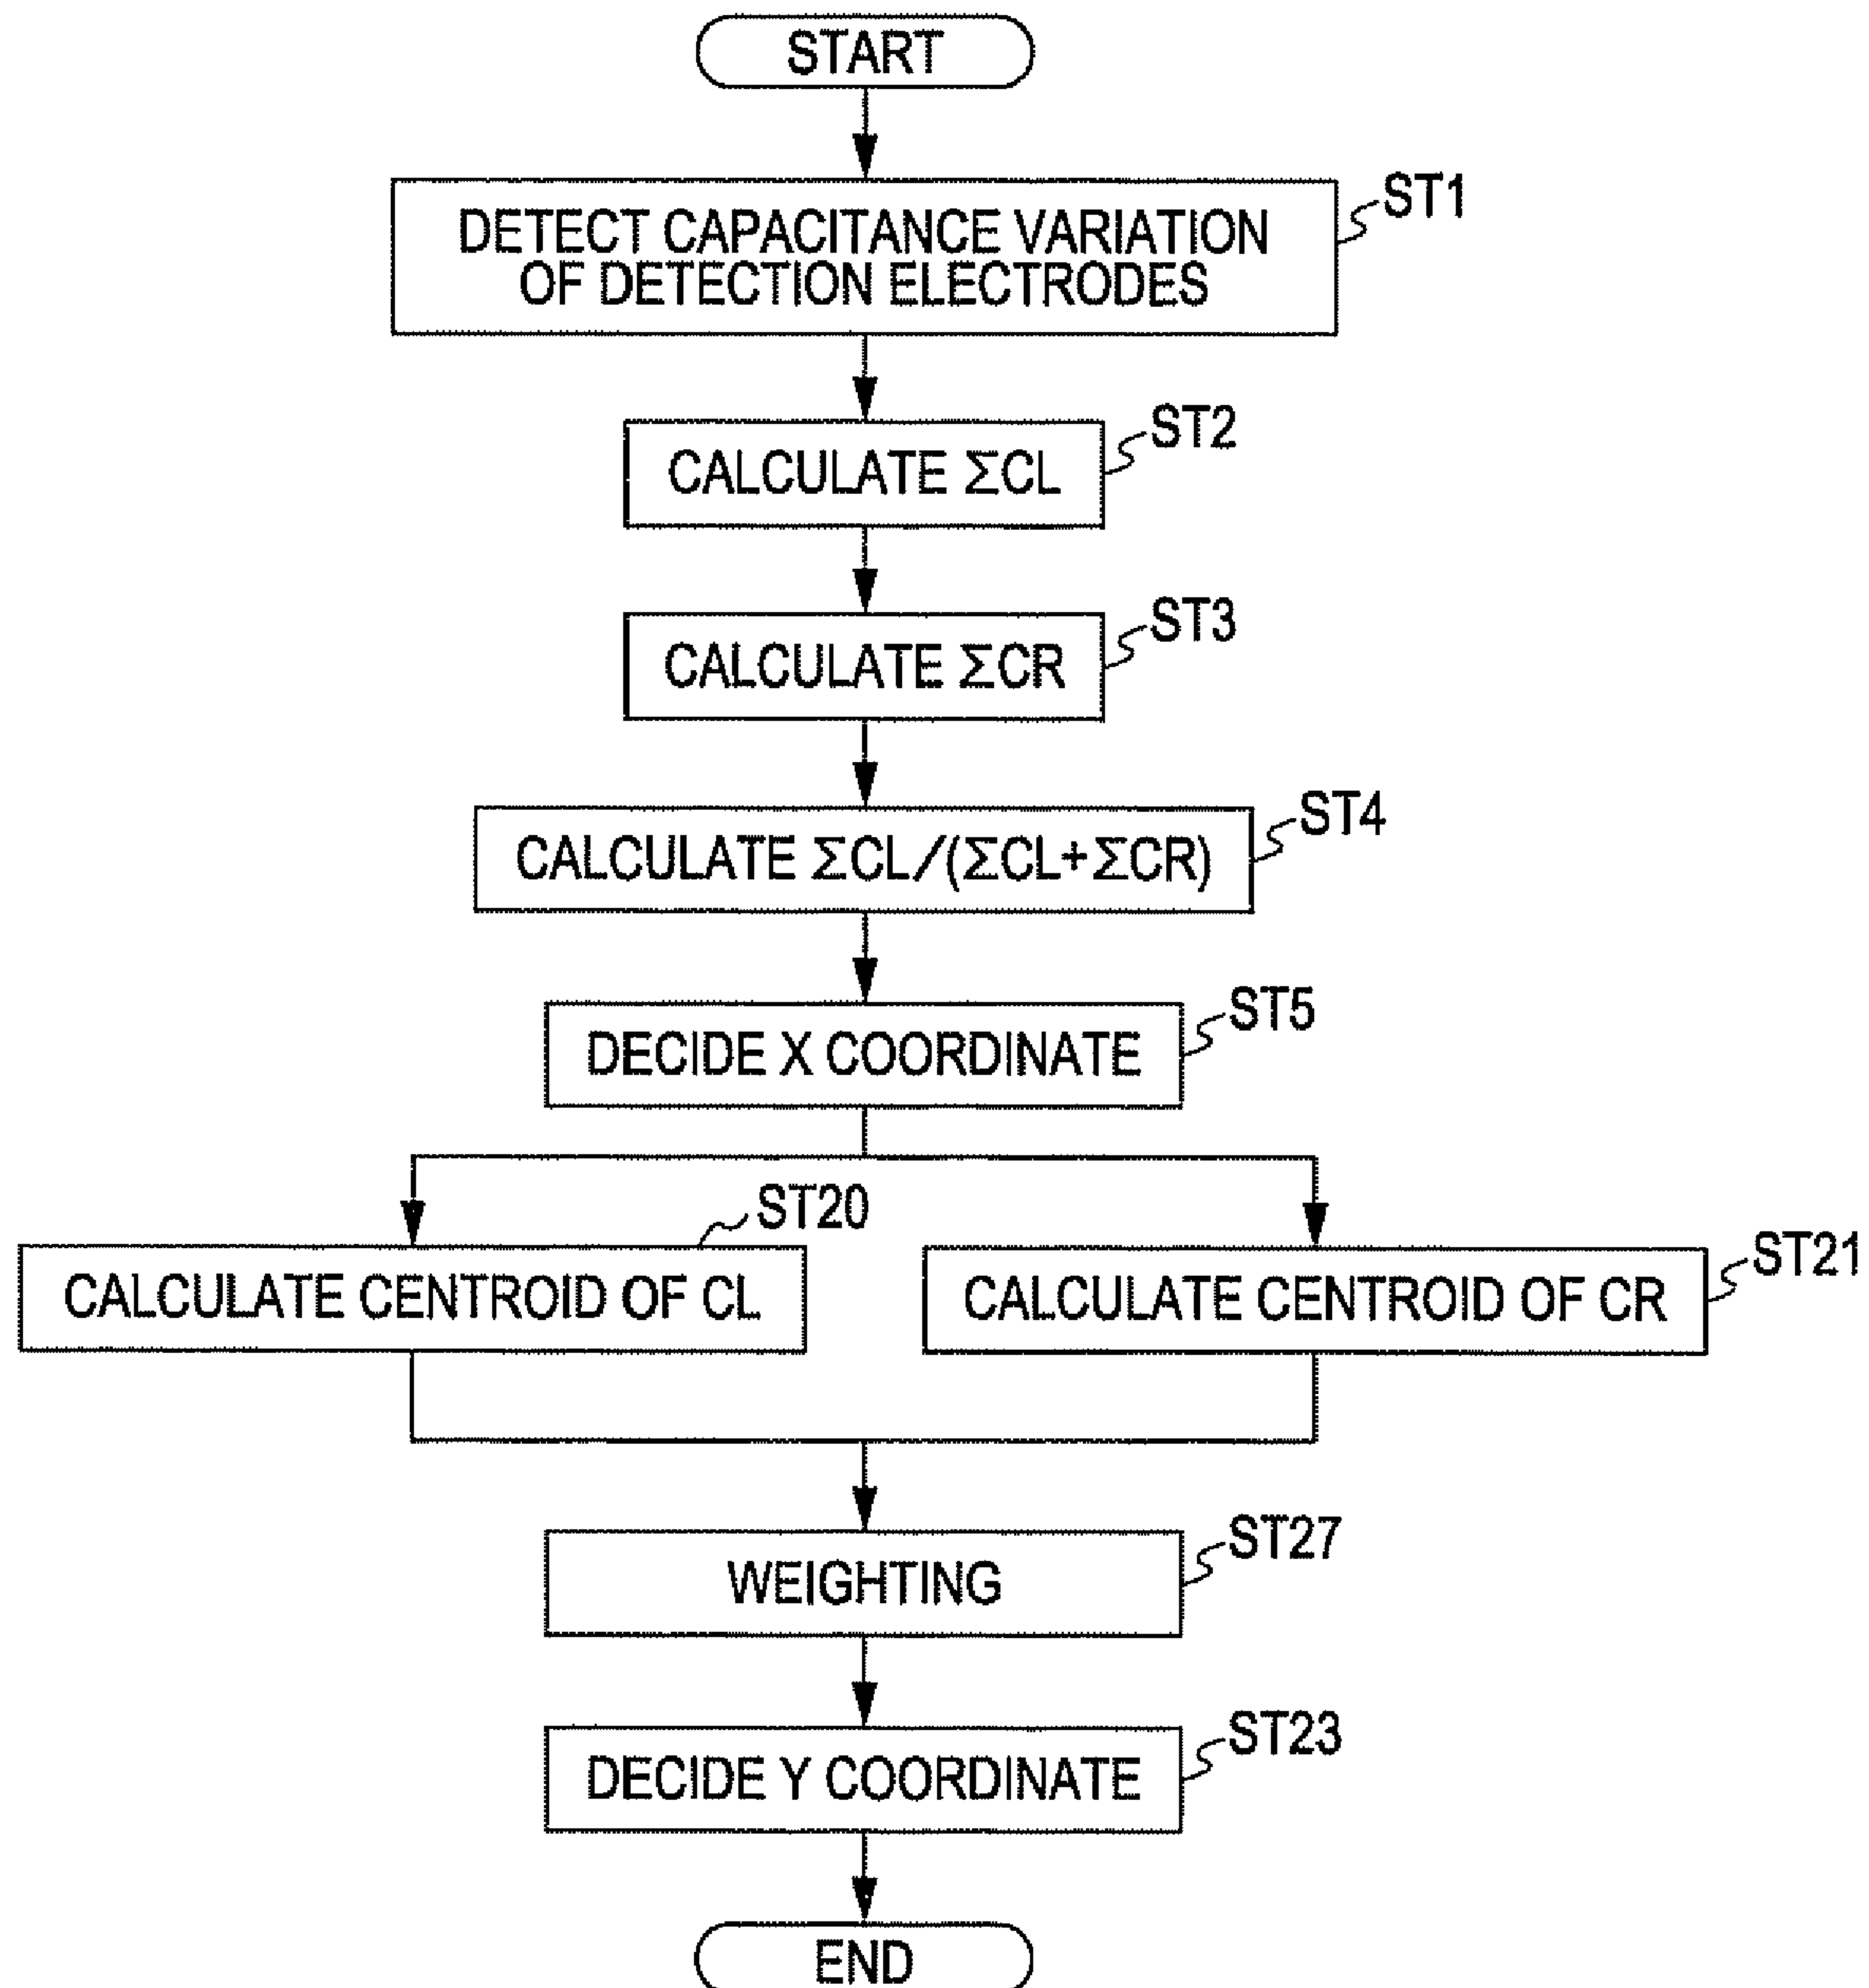 START
ST1
DETECT CAPACITANCE VARIATION
OF DETECTION ELECTRODES
ST2
CALCULATE ΣCL
ST3
CALCULATE ΣCR
ST4
CALCULATE ΣCL/(ΣCL+ΣCR)
ST5
DECIDE X COORDINATE
ST20
CALCULATE CENTROID OF CL
ST21
CALCULATE CENTROID OF CR
ST27
WEIGHTING
ST23
DECIDE Y COORDINATE
END